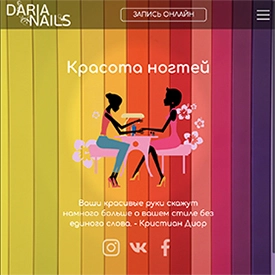 DARIA
NAILS
ЗАПИСЬ ОНЛАЙН
Красота ногтей
Ваши красивые руки скажут
намного больше о вашем стиле без
единого слова. - Кристиан Диор